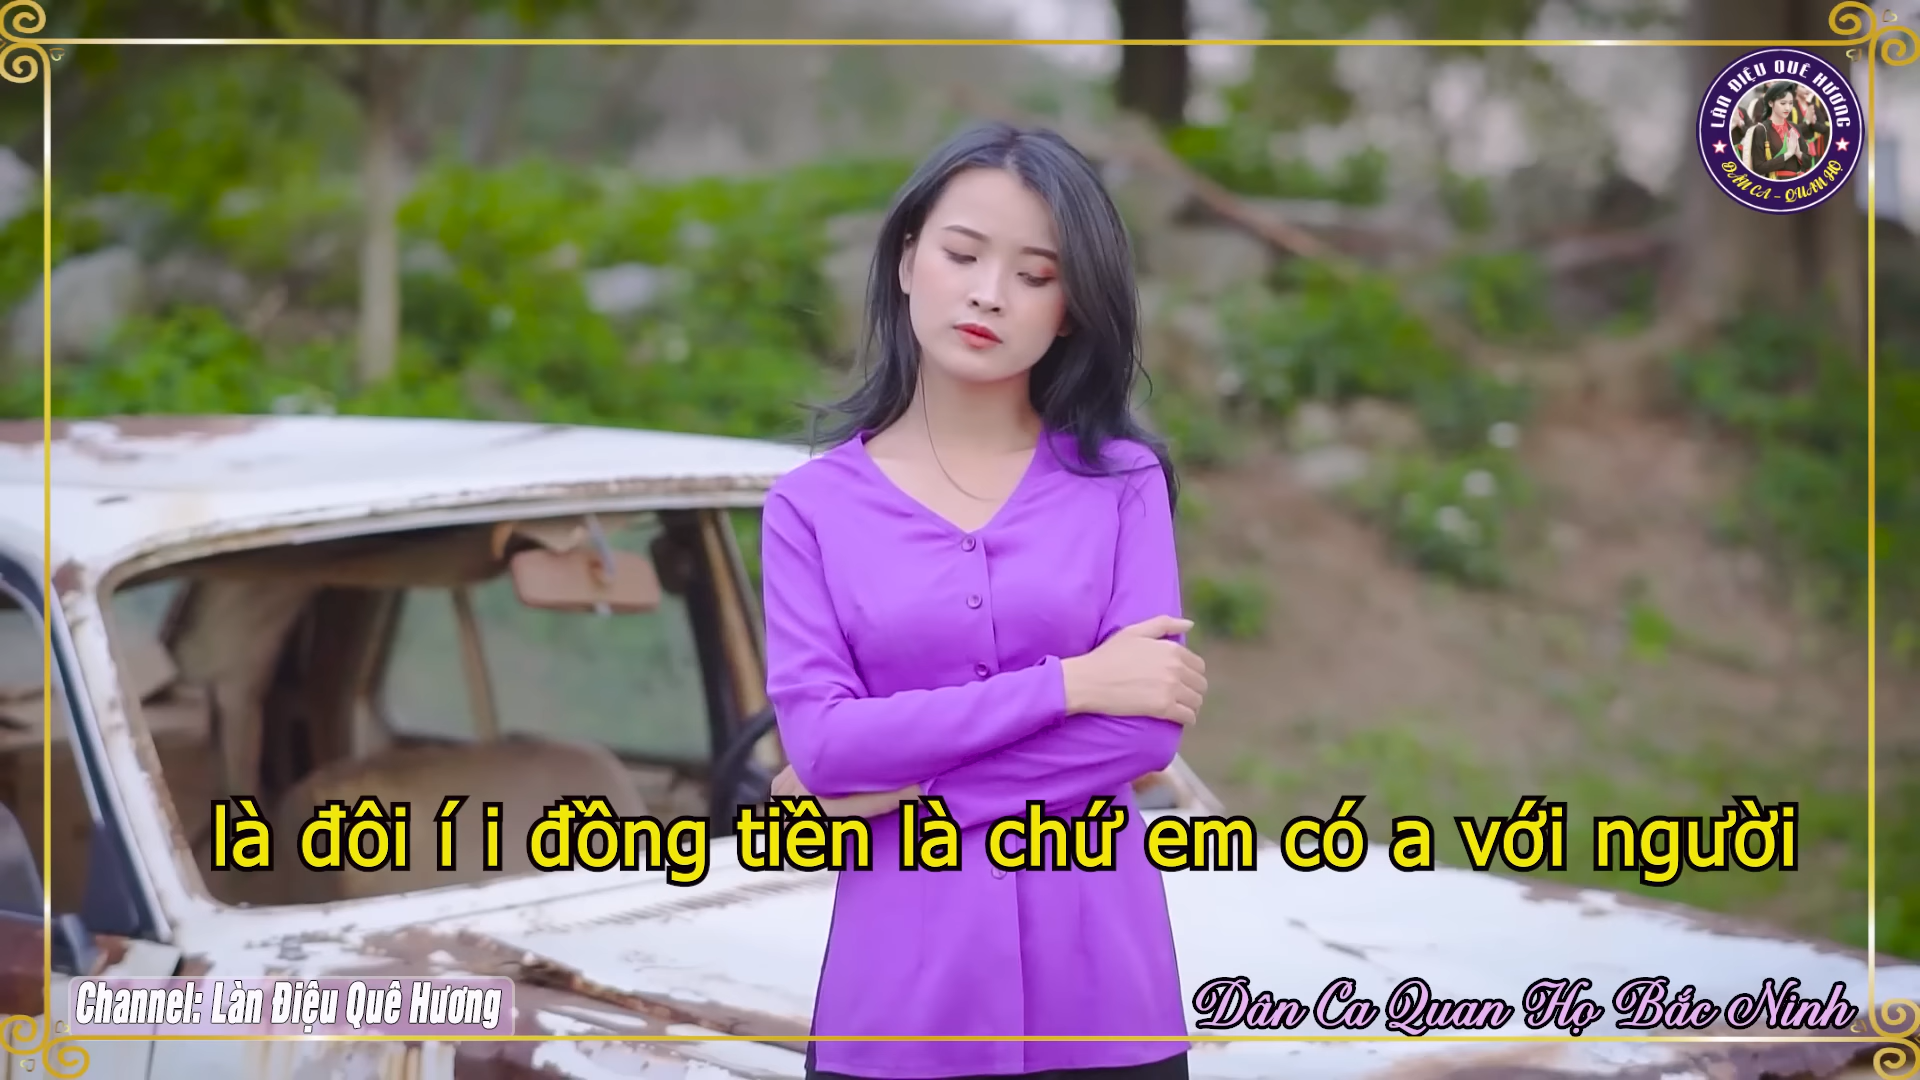 LÀN ĐIỆU QUÊ HƯƠNG
DÂN CA - QUAN HỌ
là đôi í i đồng tiền là chứ em có a với người
Channel: Làn Điệu Quê Hương
Dân Ca Quan Họ Bắc Ninh